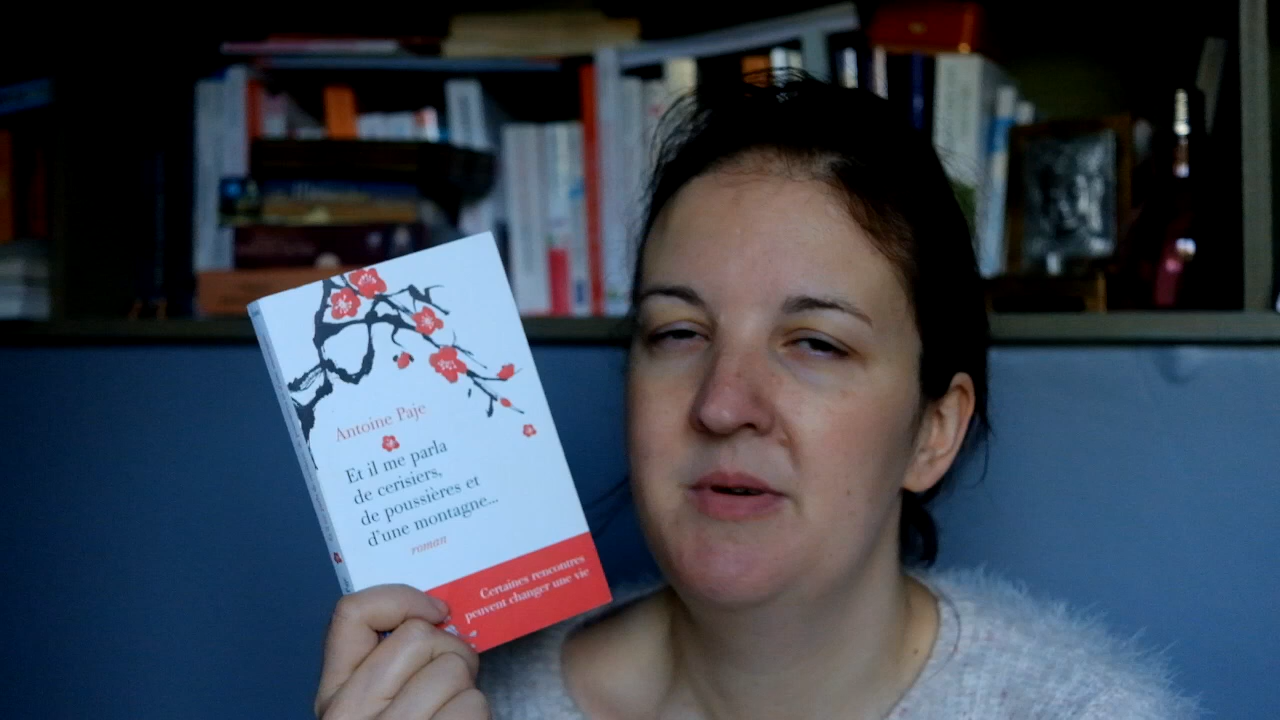 Antoine Paje
Et il me parla
de cerisiers,
de poussières et
d'une montagne...
roman
Certaines rencontres
peuvent changer une vie